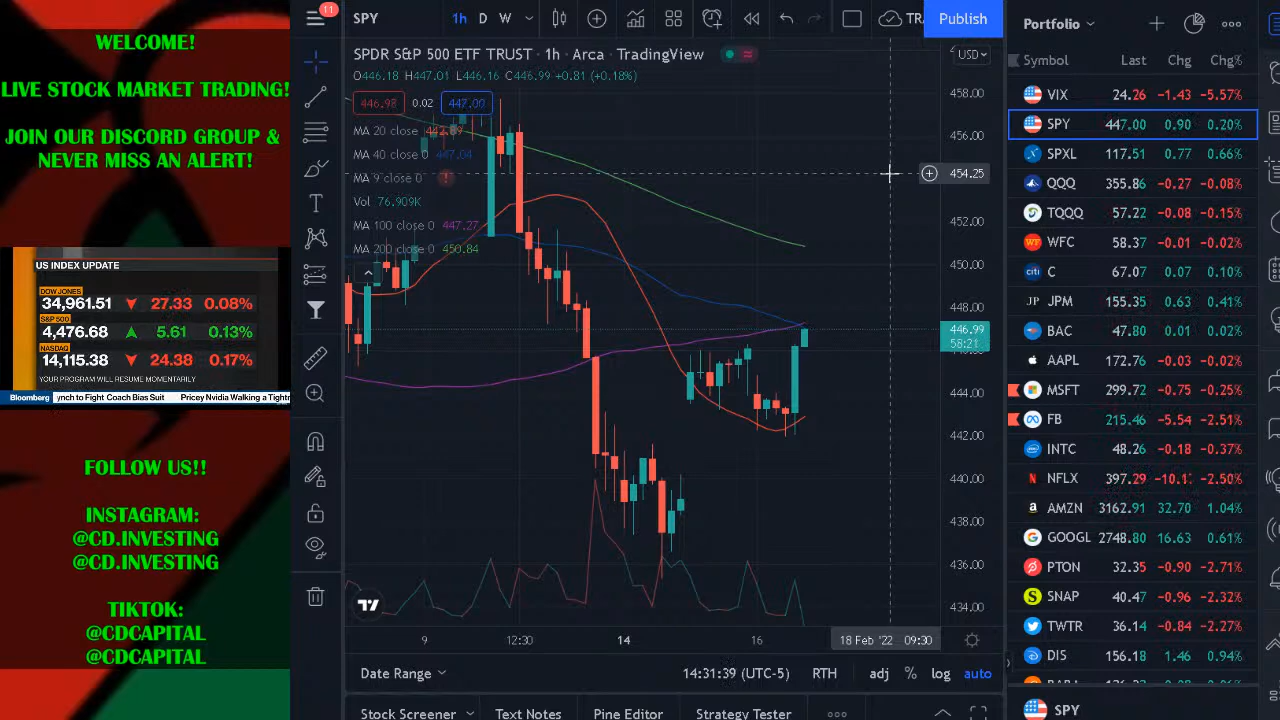 WELCOME!
LIVE STOCK MARKET TRADING!
JOIN OUR DISCORD GROUP &
NEVER MISS AN ALERT!
US INDEX UPDATE
DOW JONES
34,961.51 27.33 0.08%
S&P 500
4,476.68 5.61 0.13%
NASDAQ
14,115.38 24.38 0.17%
YOUR PROGRAM WILL RESUME MOMENTARILY
Bloomberg ynch to Fight Coach Bias Suit Pricey Nvidia Walking a Tightr
FOLLOW US!!
INSTAGRAM:
@CD.INVESTING
@CD.INVESTING
TIKTOK:
@CDCAPITAL
@CDCAPITAL
11
SPY 1h D W TR Publish
SPDR S&P 500 ETF TRUST · 1h · Arca · TradingView
USD
O446.18 H447.01 L446.16 C446.99 +0.81 (+0.18%)
446.98 0.02 447.00
MA 20 close
MA 40 close 0 447.04
MA 9 close 0 !
Vol 76.909K
MA 100 close 0 447.27
MA 200 close 0 450.84
458.00
456.00
454.25
452.00
450.00
448.00
446.99
58:21
444.00
442.00
440.00
438.00
436.00
434.00
9 12:30 14 16 18 Feb '22 09:30
Date Range 14:31:39 (UTC-5) RTH adj % log auto
Stock Screener Text Notes Pine Editor Strategy Tester
Portfolio
Symbol Last Chg Chg%
VIX 24.26 -1.43 -5.57%
SPY 447.00 0.90 0.20%
SPXL 117.51 0.77 0.66%
QQQ 355.86 -0.27 -0.08%
TQQQ 57.22 -0.08 -0.15%
WF WFC 58.37 -0.01 -0.02%
citi C 67.07 0.07 0.10%
JP JPM 155.35 0.63 0.41%
BAC 47.80 0.01 0.02%
AAPL 172.76 -0.03 -0.02%
MSFT 299.72 -0.75 -0.25%
FB 215.46 -5.54 -2.51%
INTC 48.26 -0.18 -0.37%
N NFLX 397.29 -2.50%
a AMZN 3162.91 32.70 1.04%
G GOOGL 2748.80 16.63 0.61%
PTON 32.35 -0.90 -2.71%
S SNAP 40.47 -0.96 -2.32%
TWTR 36.14 -0.84 -2.27%
DIS 156.18 1.46 0.94%
SPY